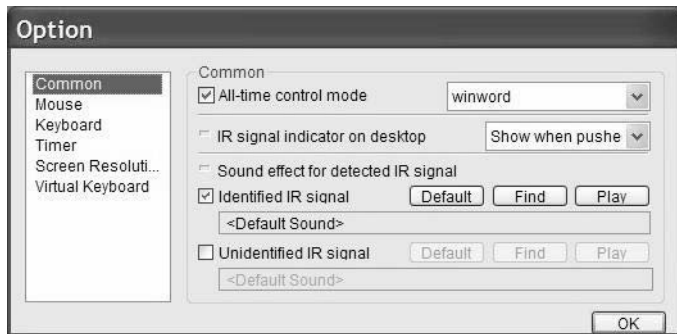 Option
Common
Mouse
Keyboard
Timer
Screen Resoluti...
Virtual Keyboard
Common
All-time control mode winword
IR signal indicator on desktop Show when pushe
Sound effect for detected IR signal
Identified IR signal Default Find Play
<Default Sound>
Unidentified IR signal Default Find Play
<Default Sound>
OK